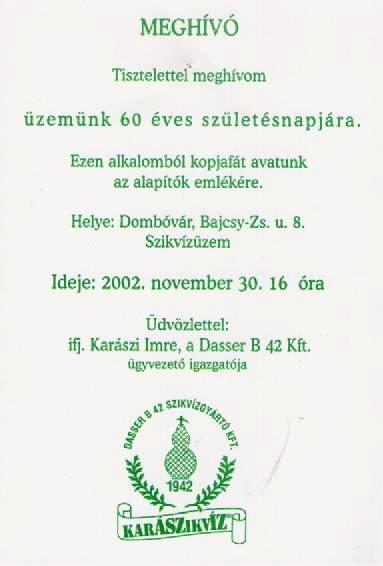 MEGHÍVÓ
Tisztelettel meghívom
üzemünk 60 éves születésnapjára.
Ezen alkalomból kopjafát avatunk
az alapítók emlékére.
Helye: Dombóvár, Bajcsy-Zs. u. 8.
Szikvízüzem
Ideje: 2002. november 30. 16 óra
Üdvözlettel:
ifj. Karászi Imre, a Dasser B 42 Kft.
ügyvezető igazgatója
DASSER B 42 SZIKVÍZGYÁRTÓ KFT.
1942
KARÁSZIKVÍZ